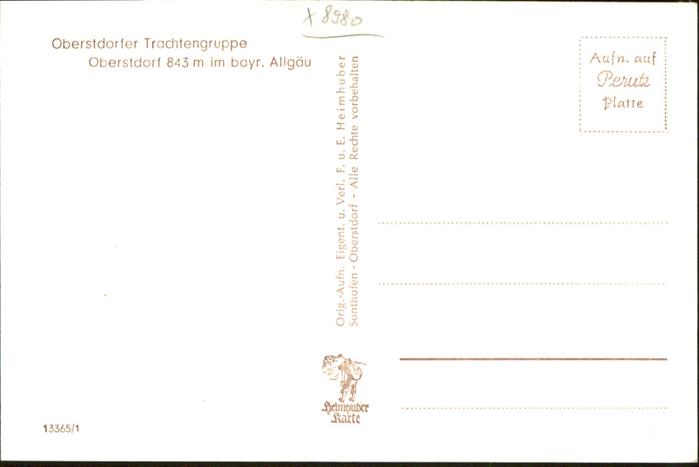 x 8980
Oberstdorfer Trachtengruppe
Oberstdorf 843 m im bayr. Allgäu
Aufn. auf
Perutz
Platte
Orig.-Aufn. Eigent. u. Verl. F. u. E. Heimhuber
Sonthofen - Oberstdorf - Alle Rechte vorbehalten
Heimhuber
Karte
13365/1